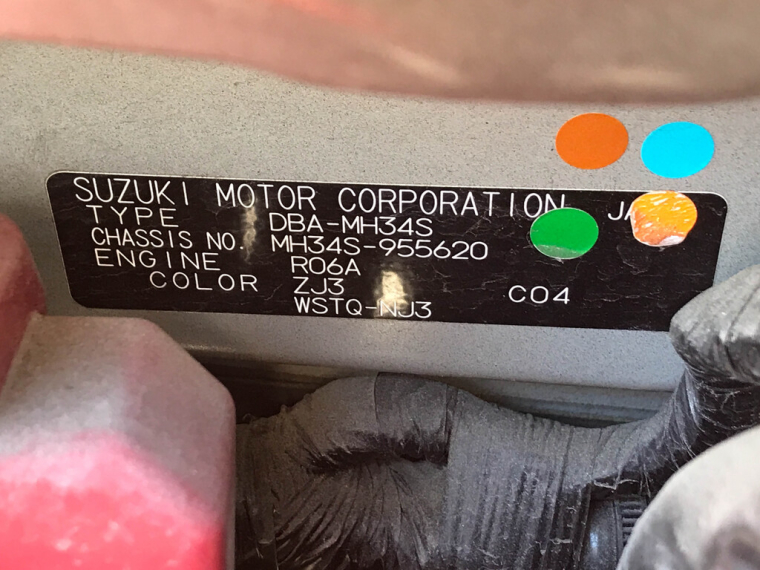 SUZUKI MOTOR CORPORATION
TYPE DBA-MH34S
CHASSIS NO. MH34S-955620
ENGINE R06A
COLOR ZJ3 C04
WSTQ-NJ3